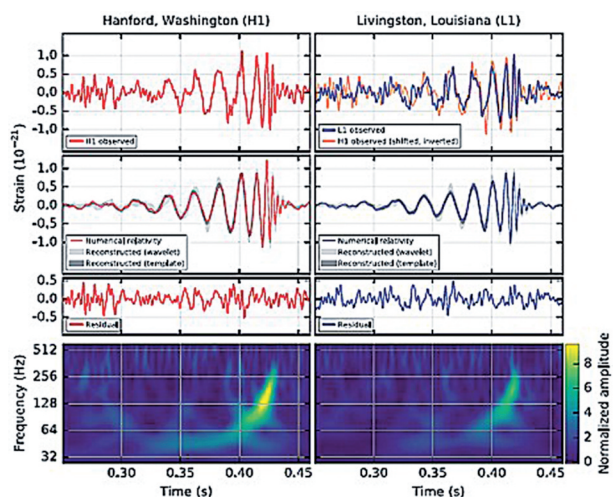 Hanford, Washington (H1)
Livingston, Louisiana (L1)
1.0
0.5
0.0
-0.5
-1.0
H1 observed
L1 observed
H1 observed (shifted, inverted)
Strain (10⁻²¹)
1.0
0.5
0.0
-0.5
-1.0
Numerical relativity
Reconstructed (wavelet)
Reconstructed (template)
Numerical relativity
Reconstructed (wavelet)
Reconstructed (template)
0.5
0.0
-0.5
Residual
Residual
Frequency (Hz)
512
256
128
64
32
Normalized amplitude
8
6
4
2
0
0.30
0.35
0.40
0.45
0.30
0.35
0.40
0.45
Time (s)
Time (s)